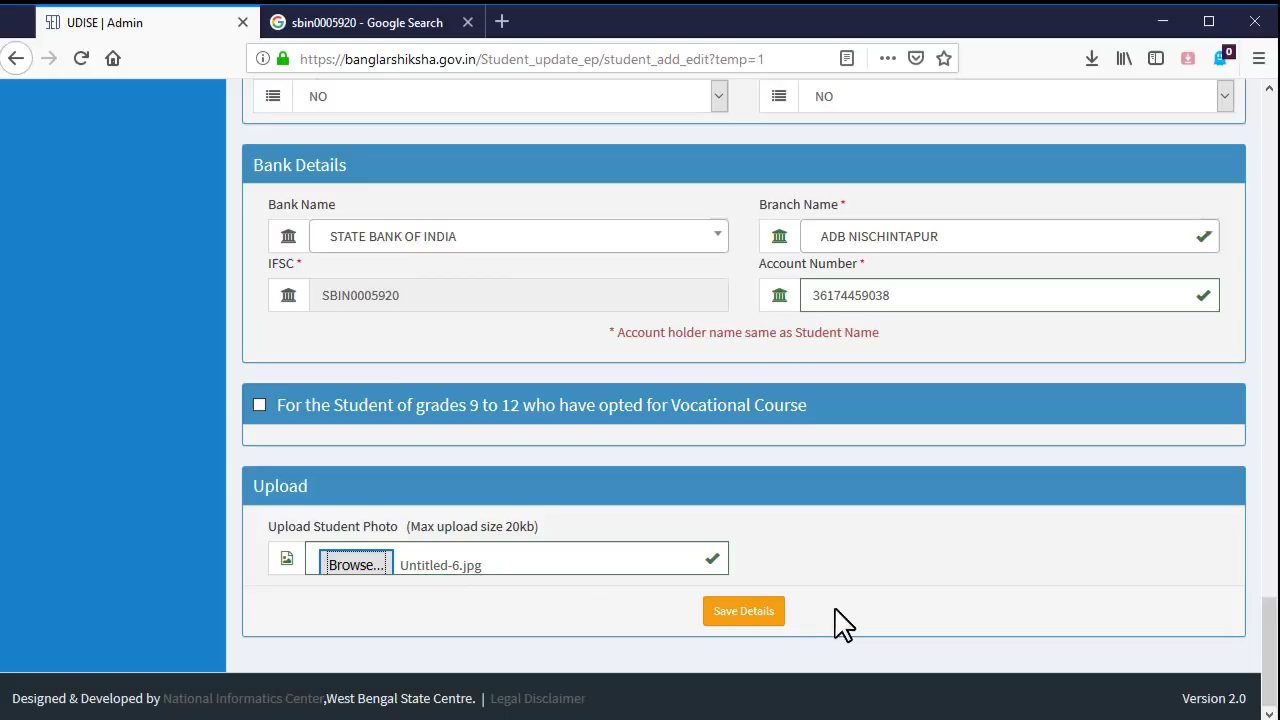 UDISE | Admin
sbin0005920 - Google Search
https://banglarshiksha.gov.in/Student_update_ep/student_add_edit?temp=1
0
NO
NO
Bank Details
Bank Name
Branch Name *
STATE BANK OF INDIA
ADB NISCHINTAPUR
IFSC *
Account Number *
SBIN0005920
36174459038
* Account holder name same as Student Name
For the Student of grades 9 to 12 who have opted for Vocational Course
Upload
Upload Student Photo (Max upload size 20kb)
Browse... Untitled-6.jpg
Save Details
Designed & Developed by National Informatics Center,West Bengal State Centre. | Legal Disclaimer
Version 2.0